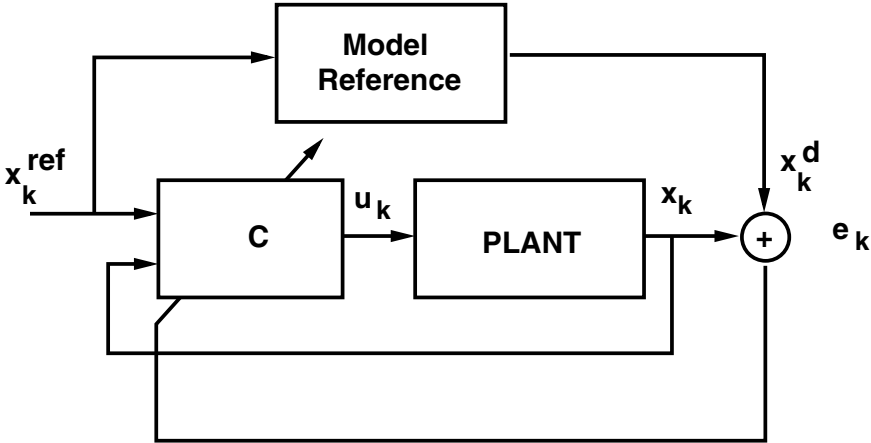 Model
Reference
x_k^ref
C
u_k
PLANT
x_k
x_k^d
+
e_k